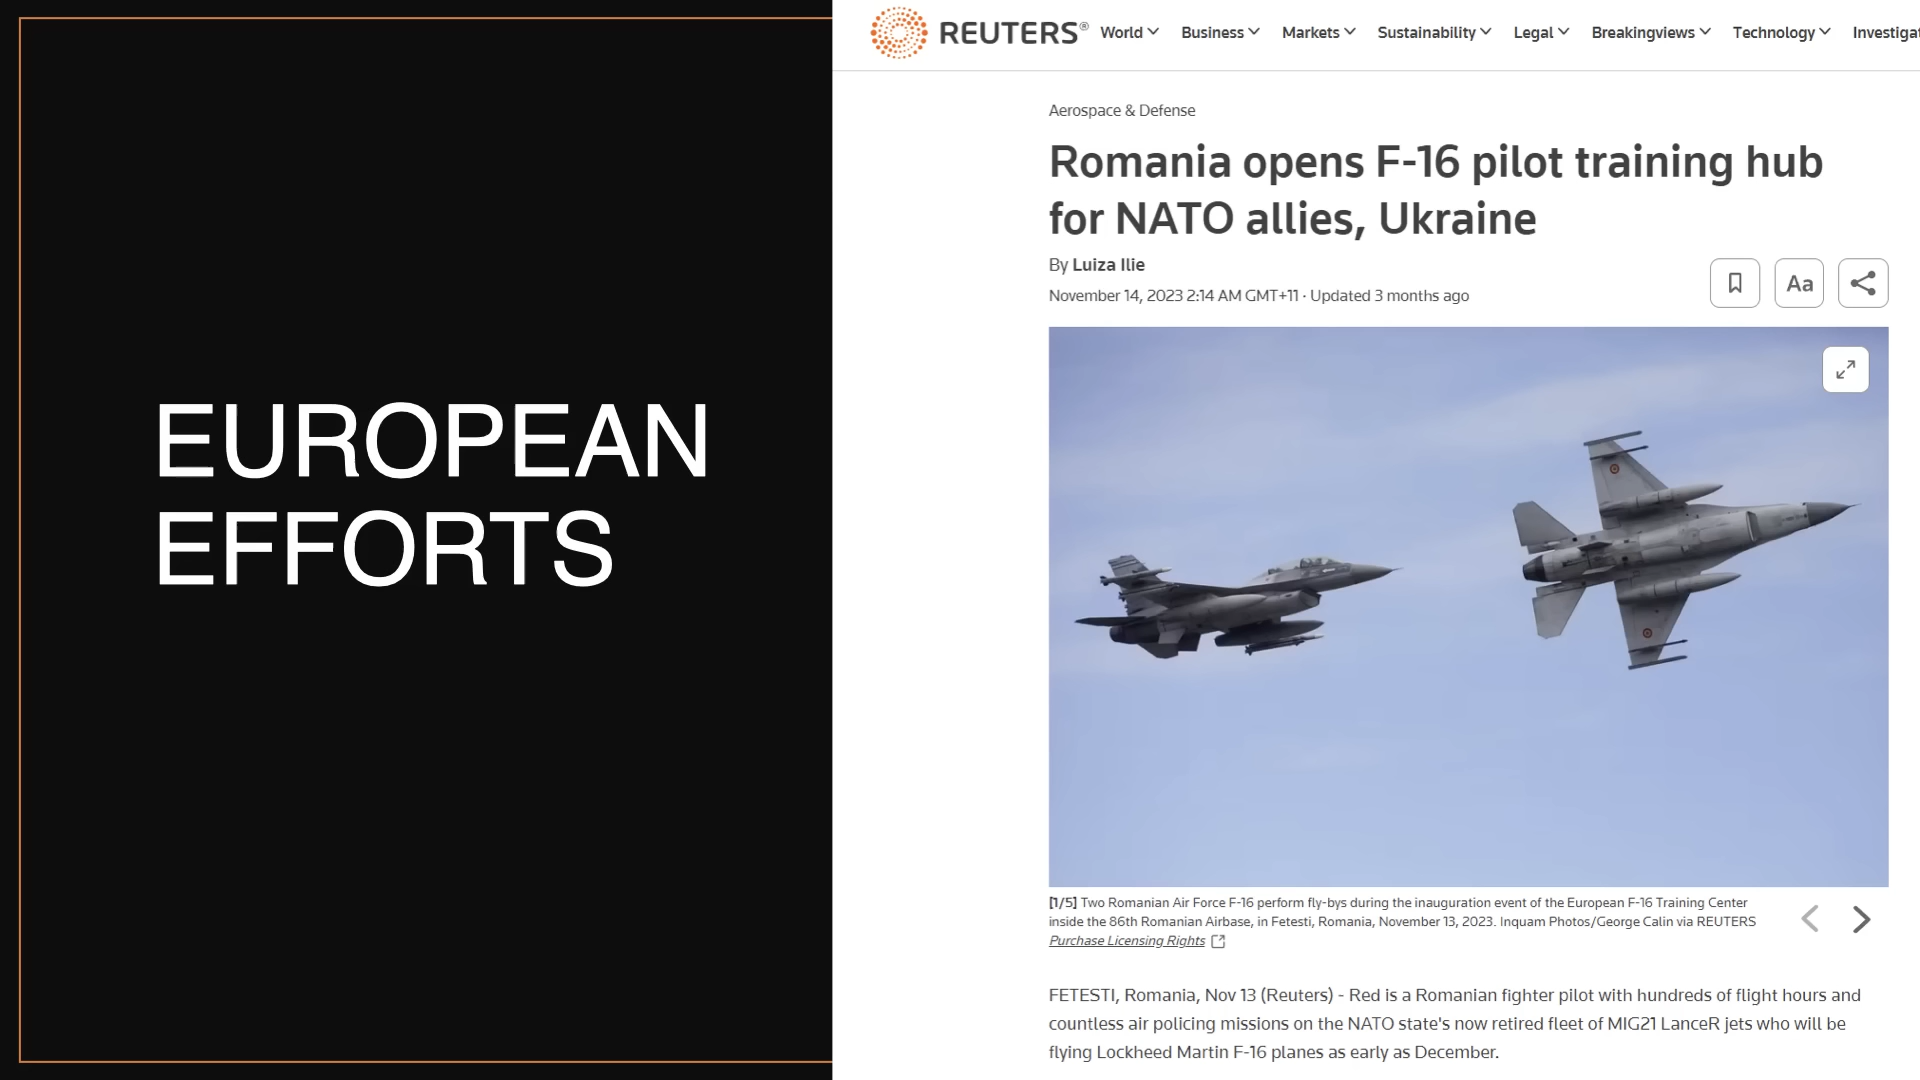 EUROPEAN
EFFORTS
REUTERS®
World
Business
Markets
Sustainability
Legal
Breakingviews
Technology
Investigat
Aerospace & Defense
Romania opens F-16 pilot training hub
for NATO allies, Ukraine
By Luiza Ilie
November 14, 2023 2:14 AM GMT+11 · Updated 3 months ago
Aa
[1/5] Two Romanian Air Force F-16 perform fly-bys during the inauguration event of the European F-16 Training Center
inside the 86th Romanian Airbase, in Fetesti, Romania, November 13, 2023. Inquam Photos/George Calin via REUTERS
Purchase Licensing Rights
FETESTI, Romania, Nov 13 (Reuters) - Red is a Romanian fighter pilot with hundreds of flight hours and
countless air policing missions on the NATO state's now retired fleet of MIG21 LanceR jets who will be
flying Lockheed Martin F-16 planes as early as December.